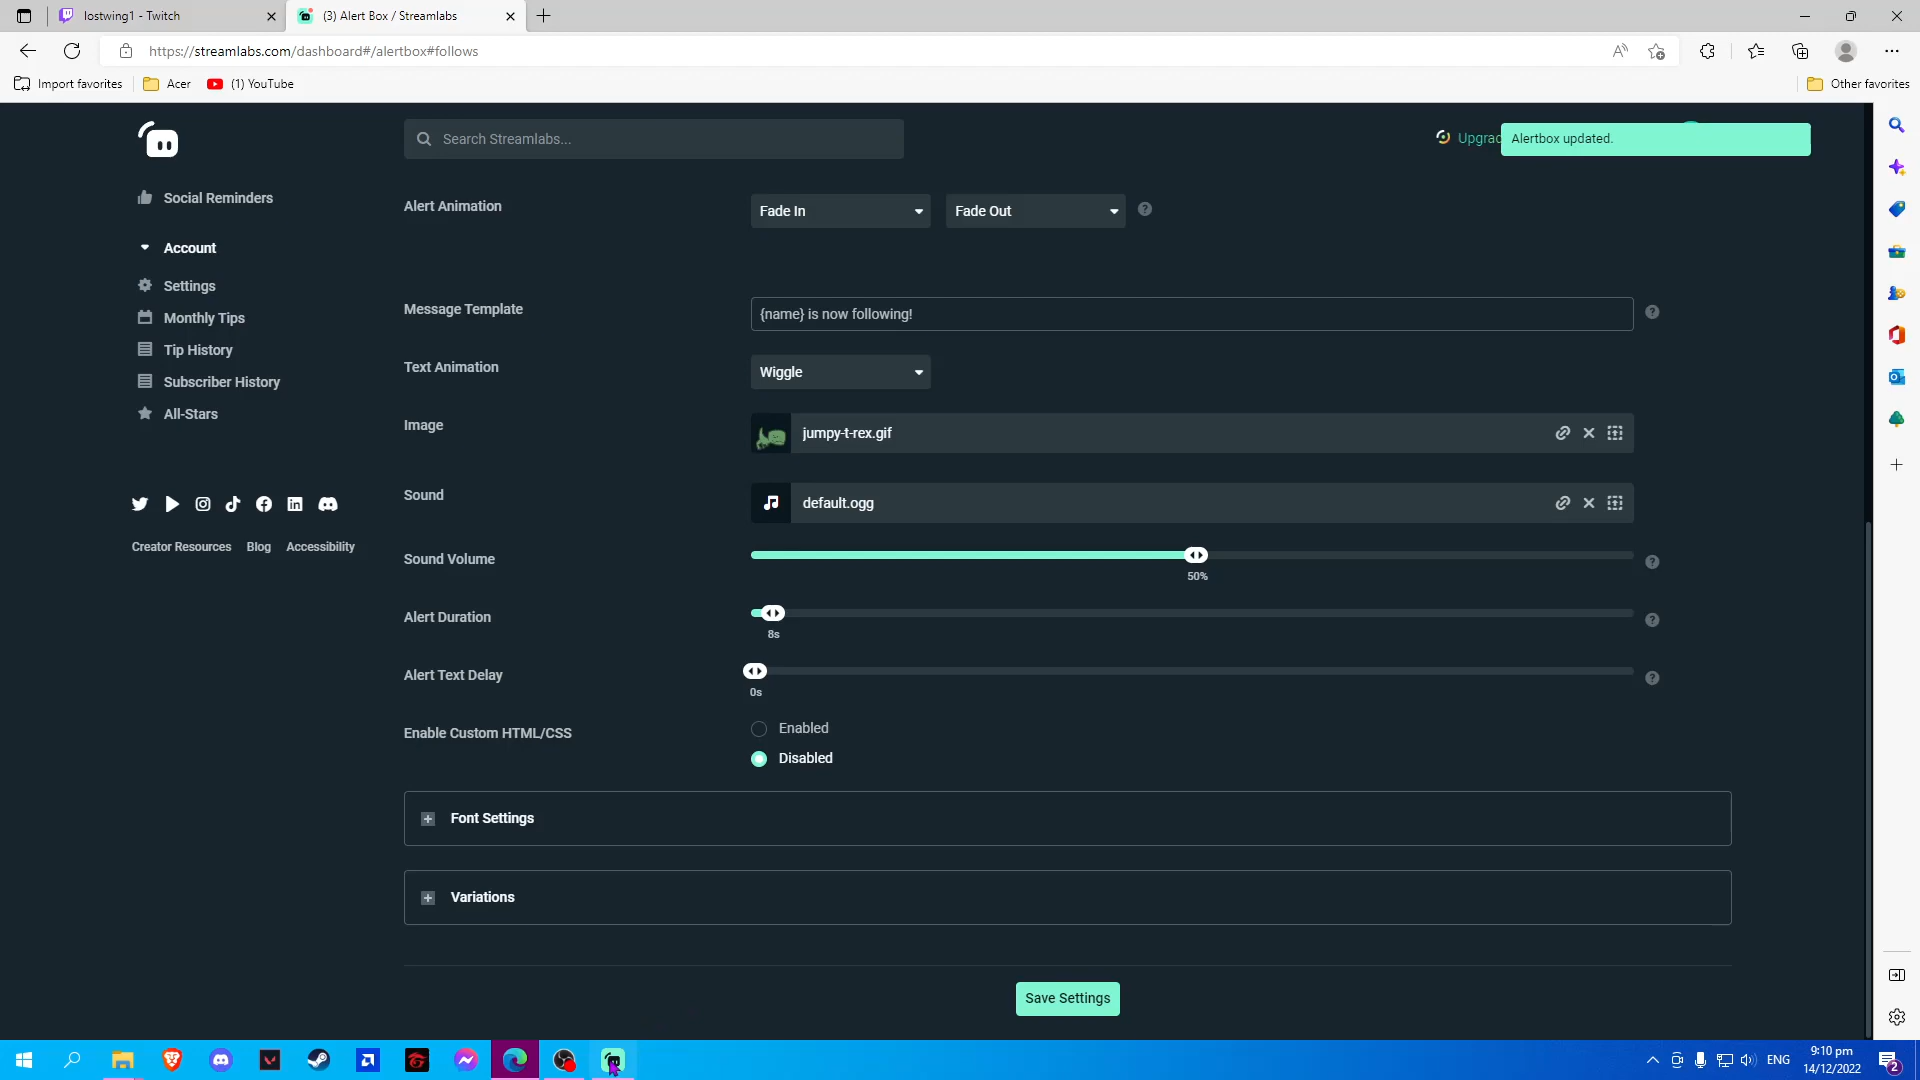 lostwing1 - Twitch
(3) Alert Box / Streamlabs
https://streamlabs.com/dashboard#/alertbox#follows
Import favorites
Acer
(1) YouTube
Other favorites
Search Streamlabs...
Upgrad
Alertbox updated.
Social Reminders
Account
Settings
Monthly Tips
Tip History
Subscriber History
All-Stars
Creator Resources
Blog
Accessibility
Alert Animation
Fade In
Fade Out
Message Template
{name} is now following!
Text Animation
Wiggle
Image
jumpy-t-rex.gif
Sound
default.ogg
Sound Volume
50%
Alert Duration
8s
Alert Text Delay
0s
Enable Custom HTML/CSS
Enabled
Disabled
Font Settings
Variations
Save Settings
ENG
9:10 pm
14/12/2022
2